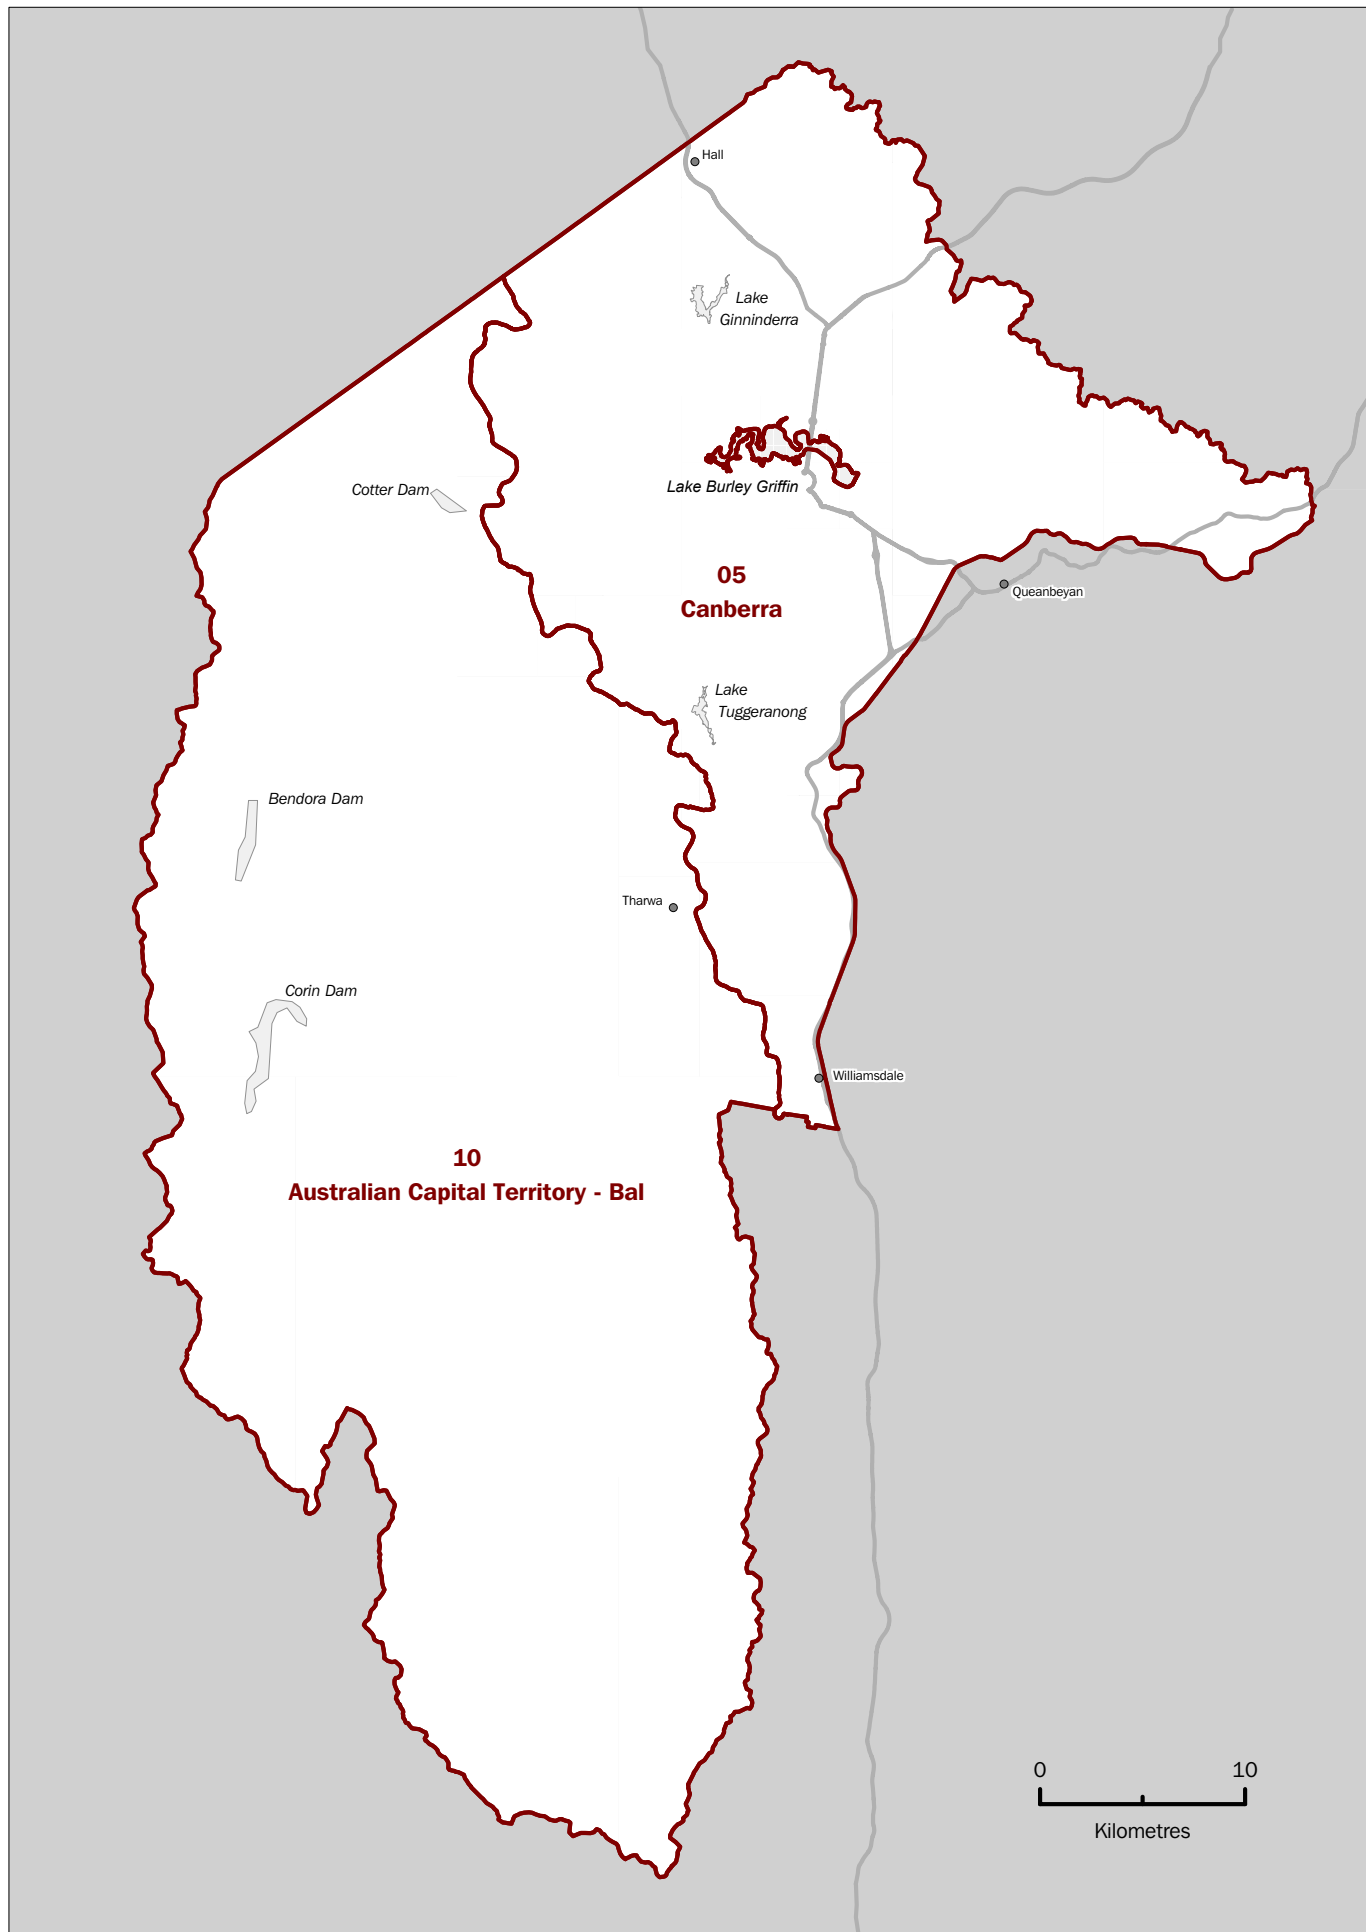 Hall
Lake
Ginninderra
Cotter Dam
Lake Burley Griffin
05
Canberra
Queanbeyan
Lake
Tuggeranong
Bendora Dam
Tharwa
Corin Dam
Williamsdale
10
Australian Capital Territory - Bal
0 10
Kilometres